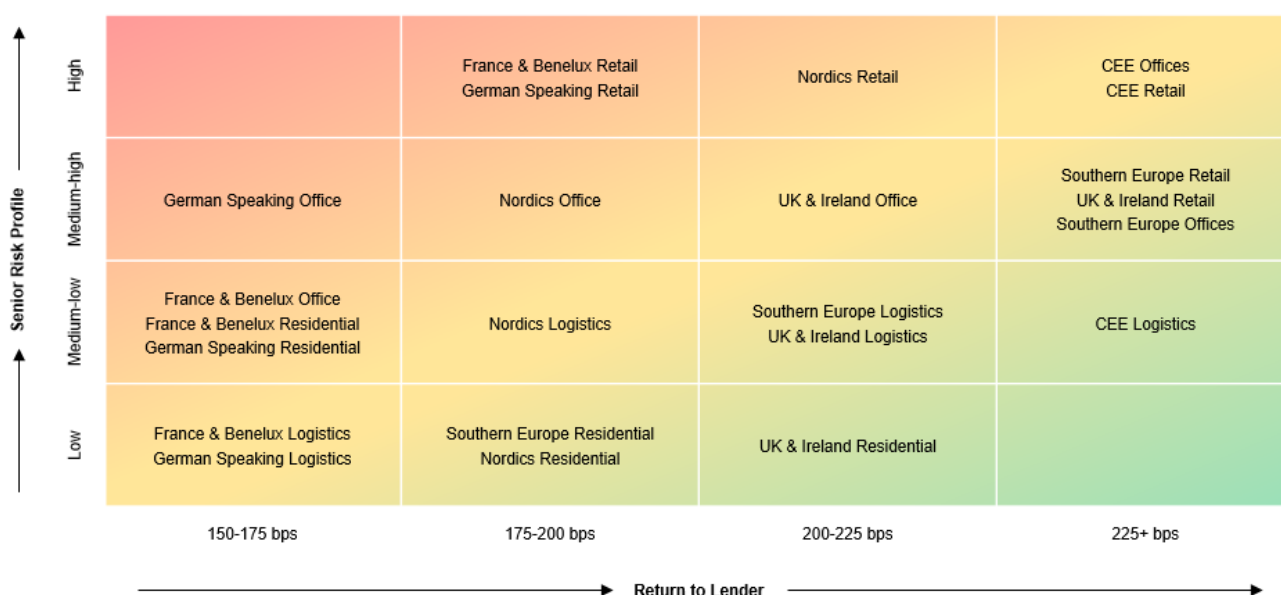 Senior Risk Profile
High
France & Benelux Retail
German Speaking Retail
Nordics Retail
CEE Offices
CEE Retail
Medium-high
German Speaking Office
Nordics Office
UK & Ireland Office
Southern Europe Retail
UK & Ireland Retail
Southern Europe Offices
Medium-low
France & Benelux Office
France & Benelux Residential
German Speaking Residential
Nordics Logistics
Southern Europe Logistics
UK & Ireland Logistics
CEE Logistics
Low
France & Benelux Logistics
German Speaking Logistics
Southern Europe Residential
Nordics Residential
UK & Ireland Residential
150-175 bps
175-200 bps
200-225 bps
225+ bps
Return to Lender